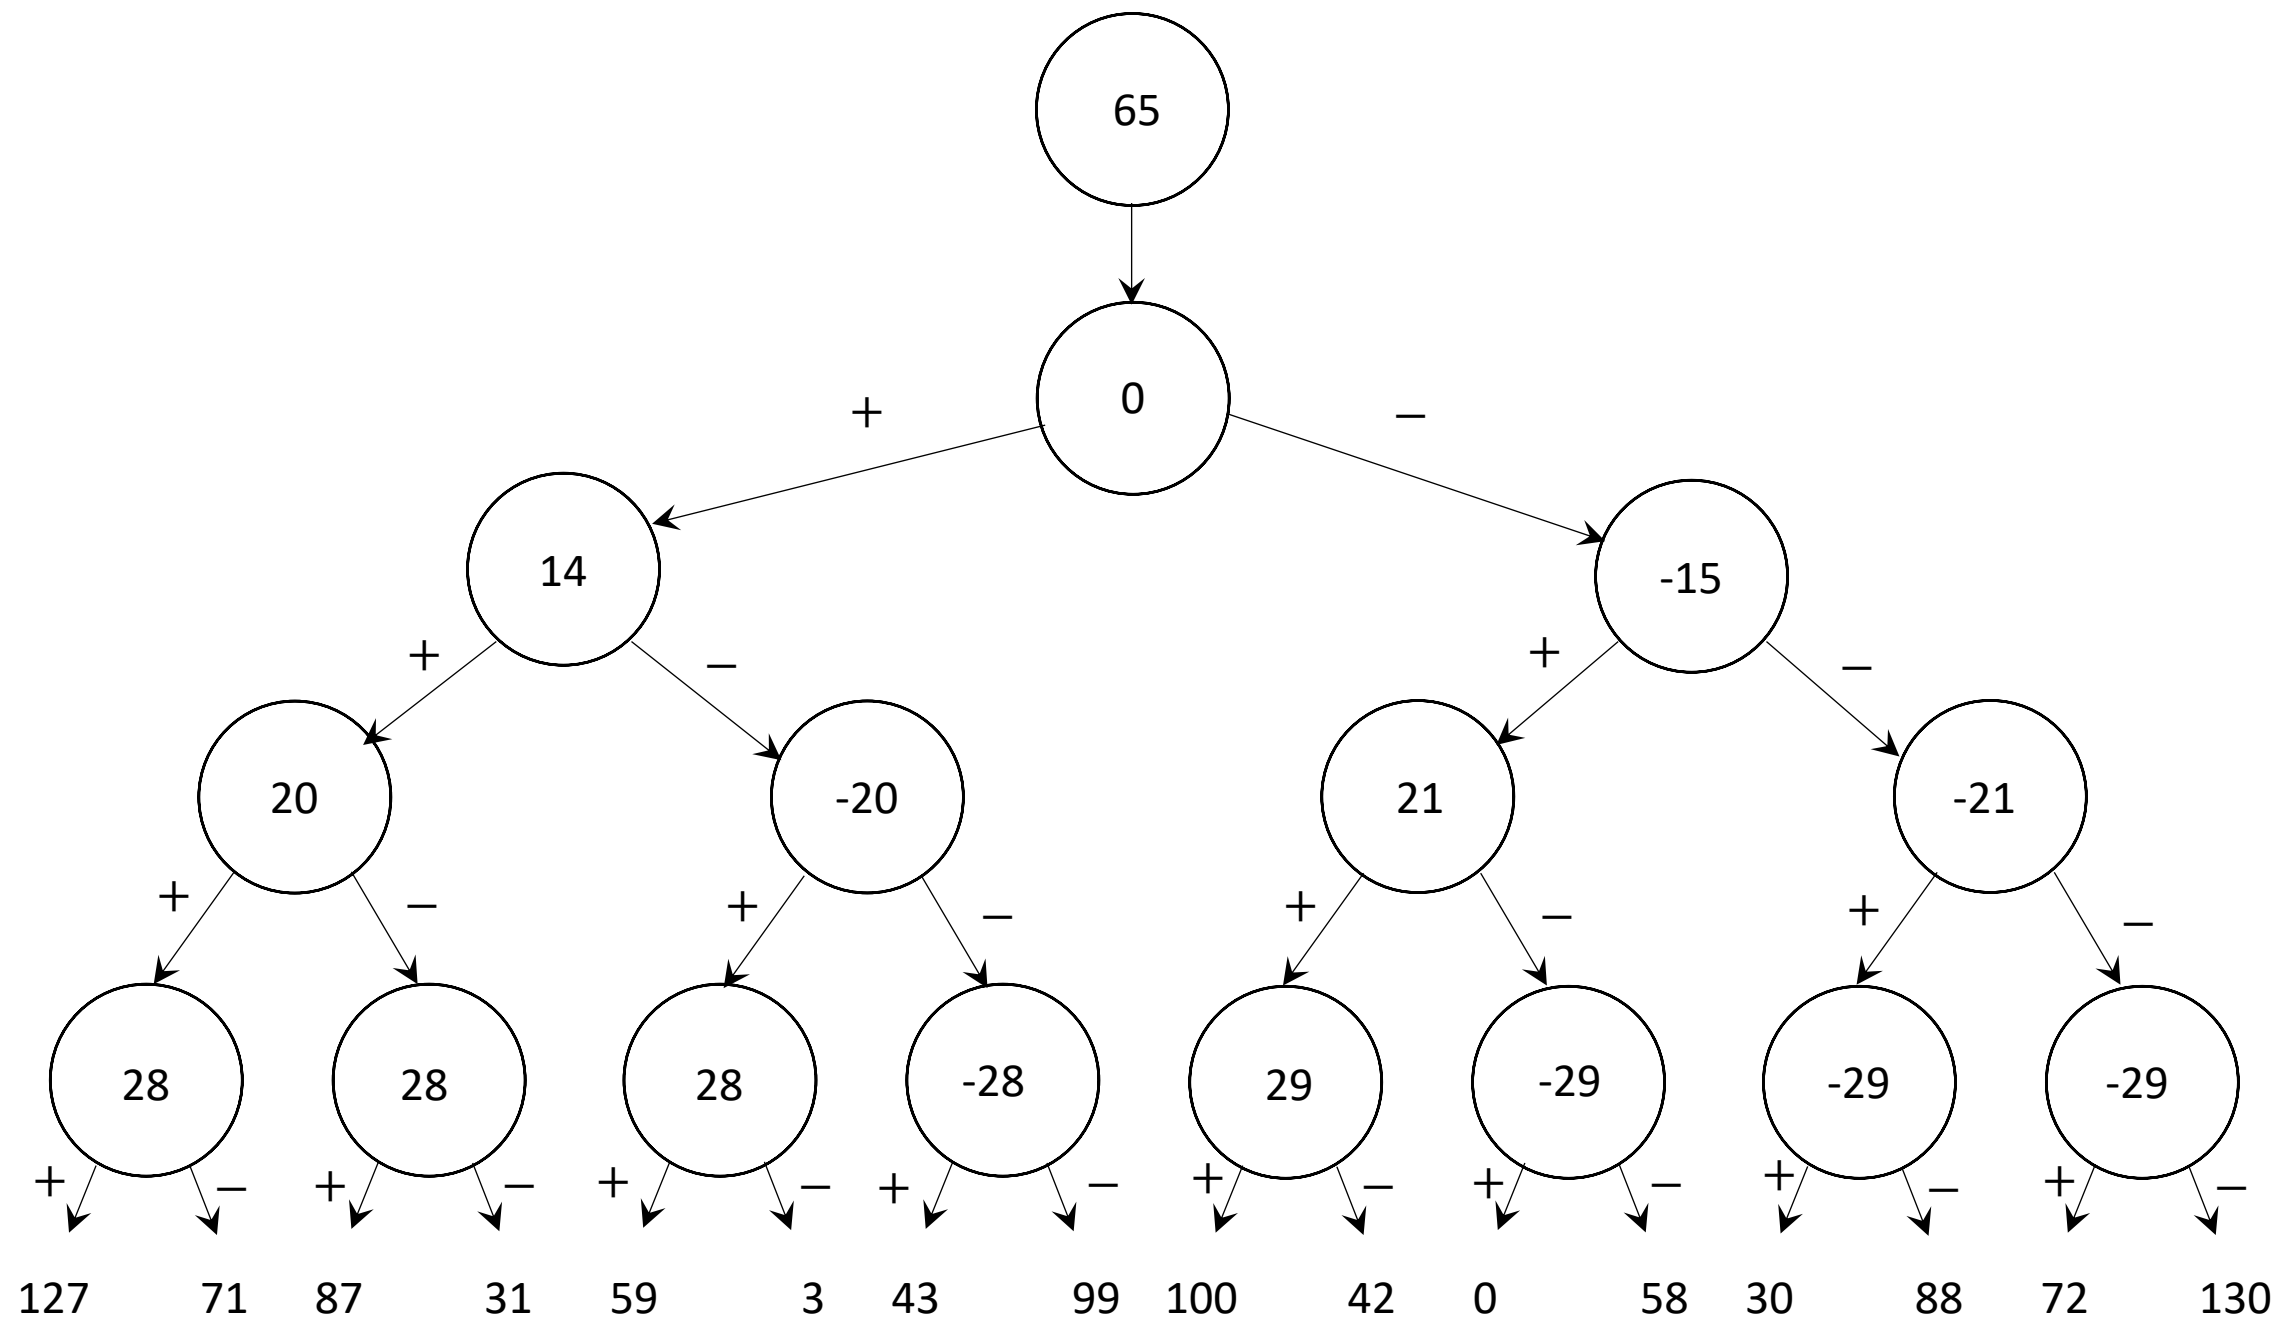 65
0
+ −
14 -15
+ − + −
20 -20 21 -21
+ − + − + − + −
28 28 28 -28 29 -29 -29 -29
+ − + − + − + − + − + − + − + −
127 71 87 31 59 3 43 99 100 42 0 58 30 88 72 130